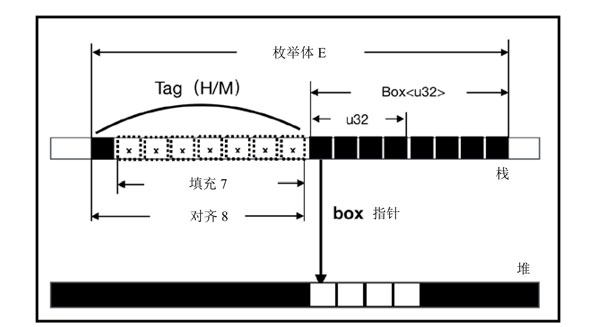 枚举体 E
Tag（H/M）
Box<u32>
u32
x x x x x x x
填充 7
栈
对齐 8
box 指针
堆